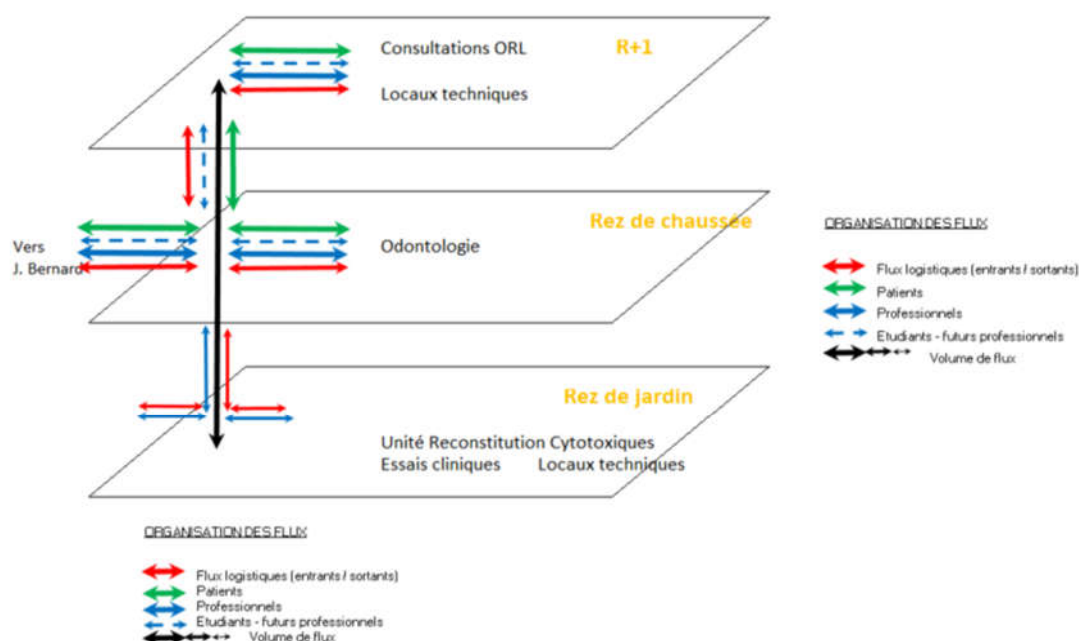 Consultations ORL
R+1
Locaux techniques
Rez de chaussée
Vers
J. Bernard
Odontologie
ORGANISATION DES FLUX
Flux logistiques (entrants / sortants)
Patients
Professionnels
Etudiants - futurs professionnels
Volume de flux
Rez de jardin
Unité Reconstitution Cytotoxiques
Essais cliniques Locaux techniques
ORGANISATION DES FLUX
Flux logistiques (entrants / sortants)
Patients
Professionnels
Etudiants - futurs professionnels
Volume de flux